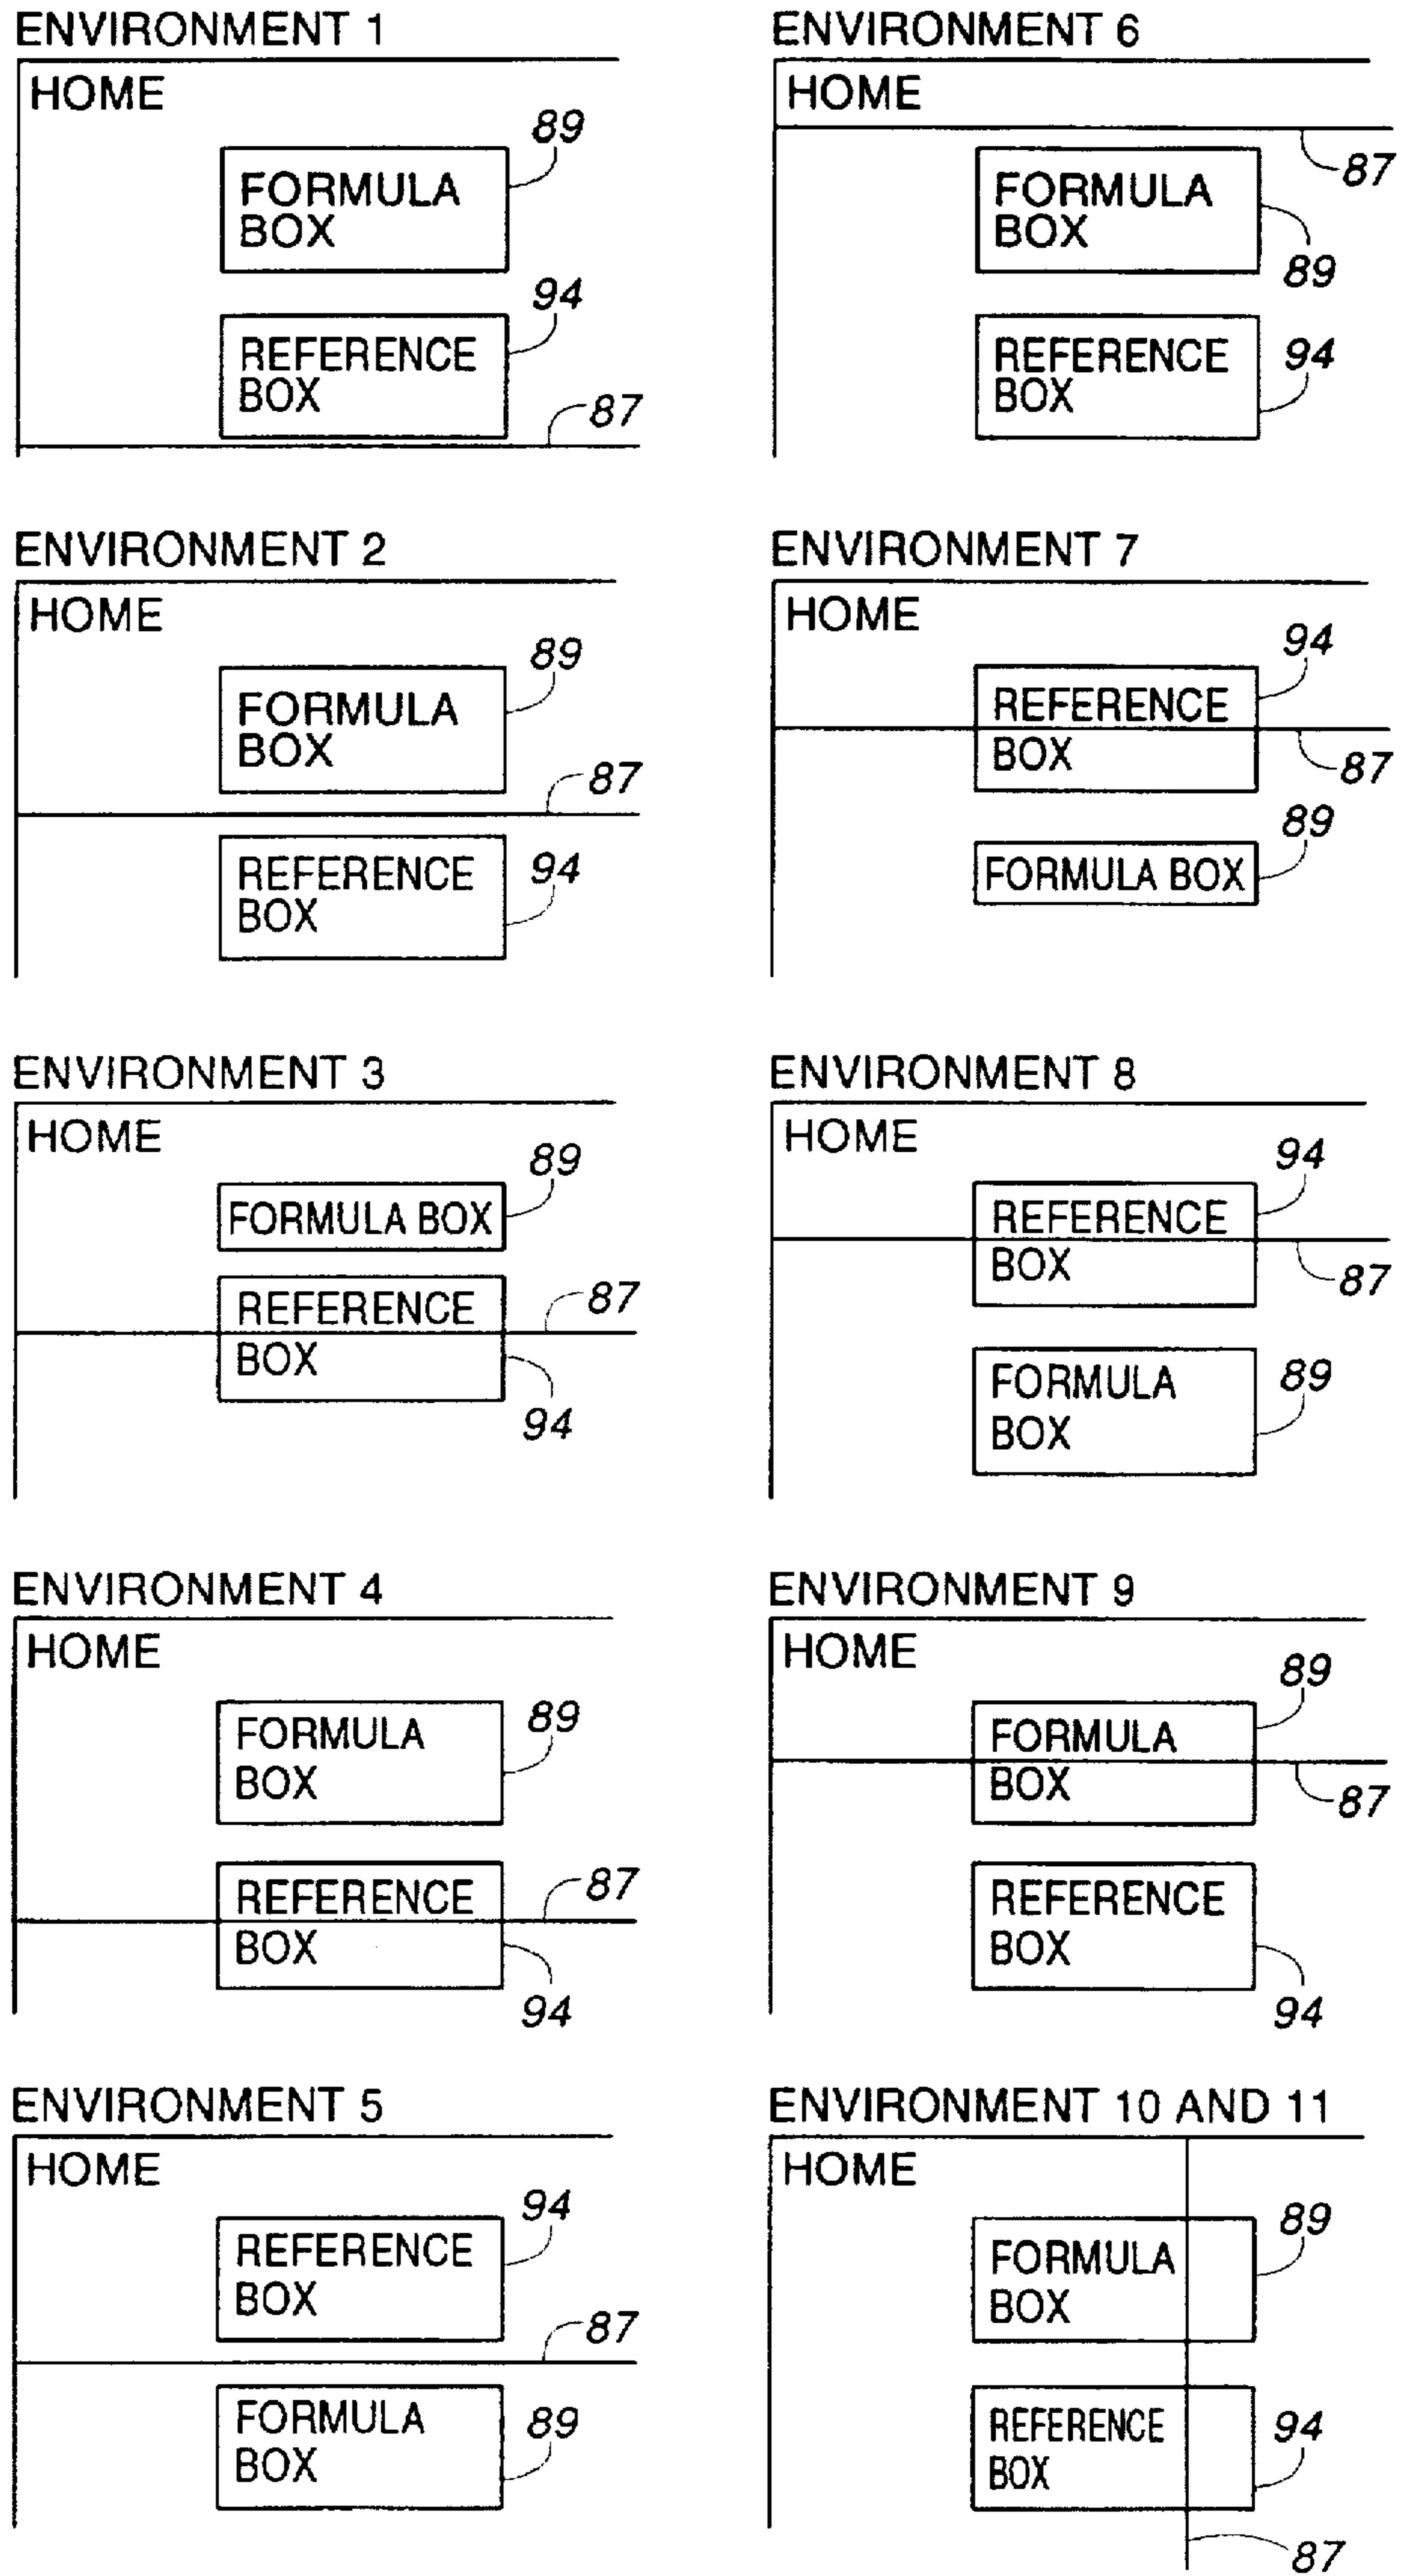 ENVIRONMENT 1
HOME
89
FORMULA
BOX
94
REFERENCE
BOX
87
ENVIRONMENT 2
HOME
89
FORMULA
BOX
87
REFERENCE
94
BOX
ENVIRONMENT 3
HOME
89
FORMULA BOX
87
REFERENCE
BOX
94
ENVIRONMENT 4
HOME
89
FORMULA
BOX
87
REFERENCE
BOX
94
ENVIRONMENT 5
HOME
94
REFERENCE
BOX
87
FORMULA
89
BOX
ENVIRONMENT 6
HOME
87
FORMULA
BOX
89
REFERENCE
94
BOX
ENVIRONMENT 7
HOME
94
REFERENCE
BOX
87
89
FORMULA BOX
ENVIRONMENT 8
HOME
94
REFERENCE
BOX
87
FORMULA
89
BOX
ENVIRONMENT 9
HOME
89
FORMULA
BOX
87
REFERENCE
BOX
94
ENVIRONMENT 10 AND 11
HOME
89
FORMULA
BOX
REFERENCE
94
BOX
87